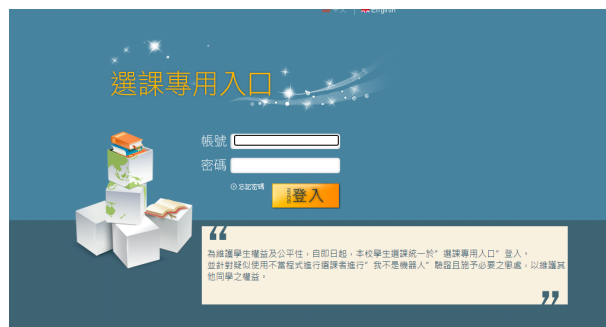 中文 | English
選課專用入口
帳號
密碼
忘記密碼
登入
為維護學生權益及公平性，自即日起，本校學生選課統一於"選課專用入口"登入，
並針對疑似使用不當程式進行選課者進行"我不是機器人"驗證且施予必要之懲處，以維護其
他同學之權益。